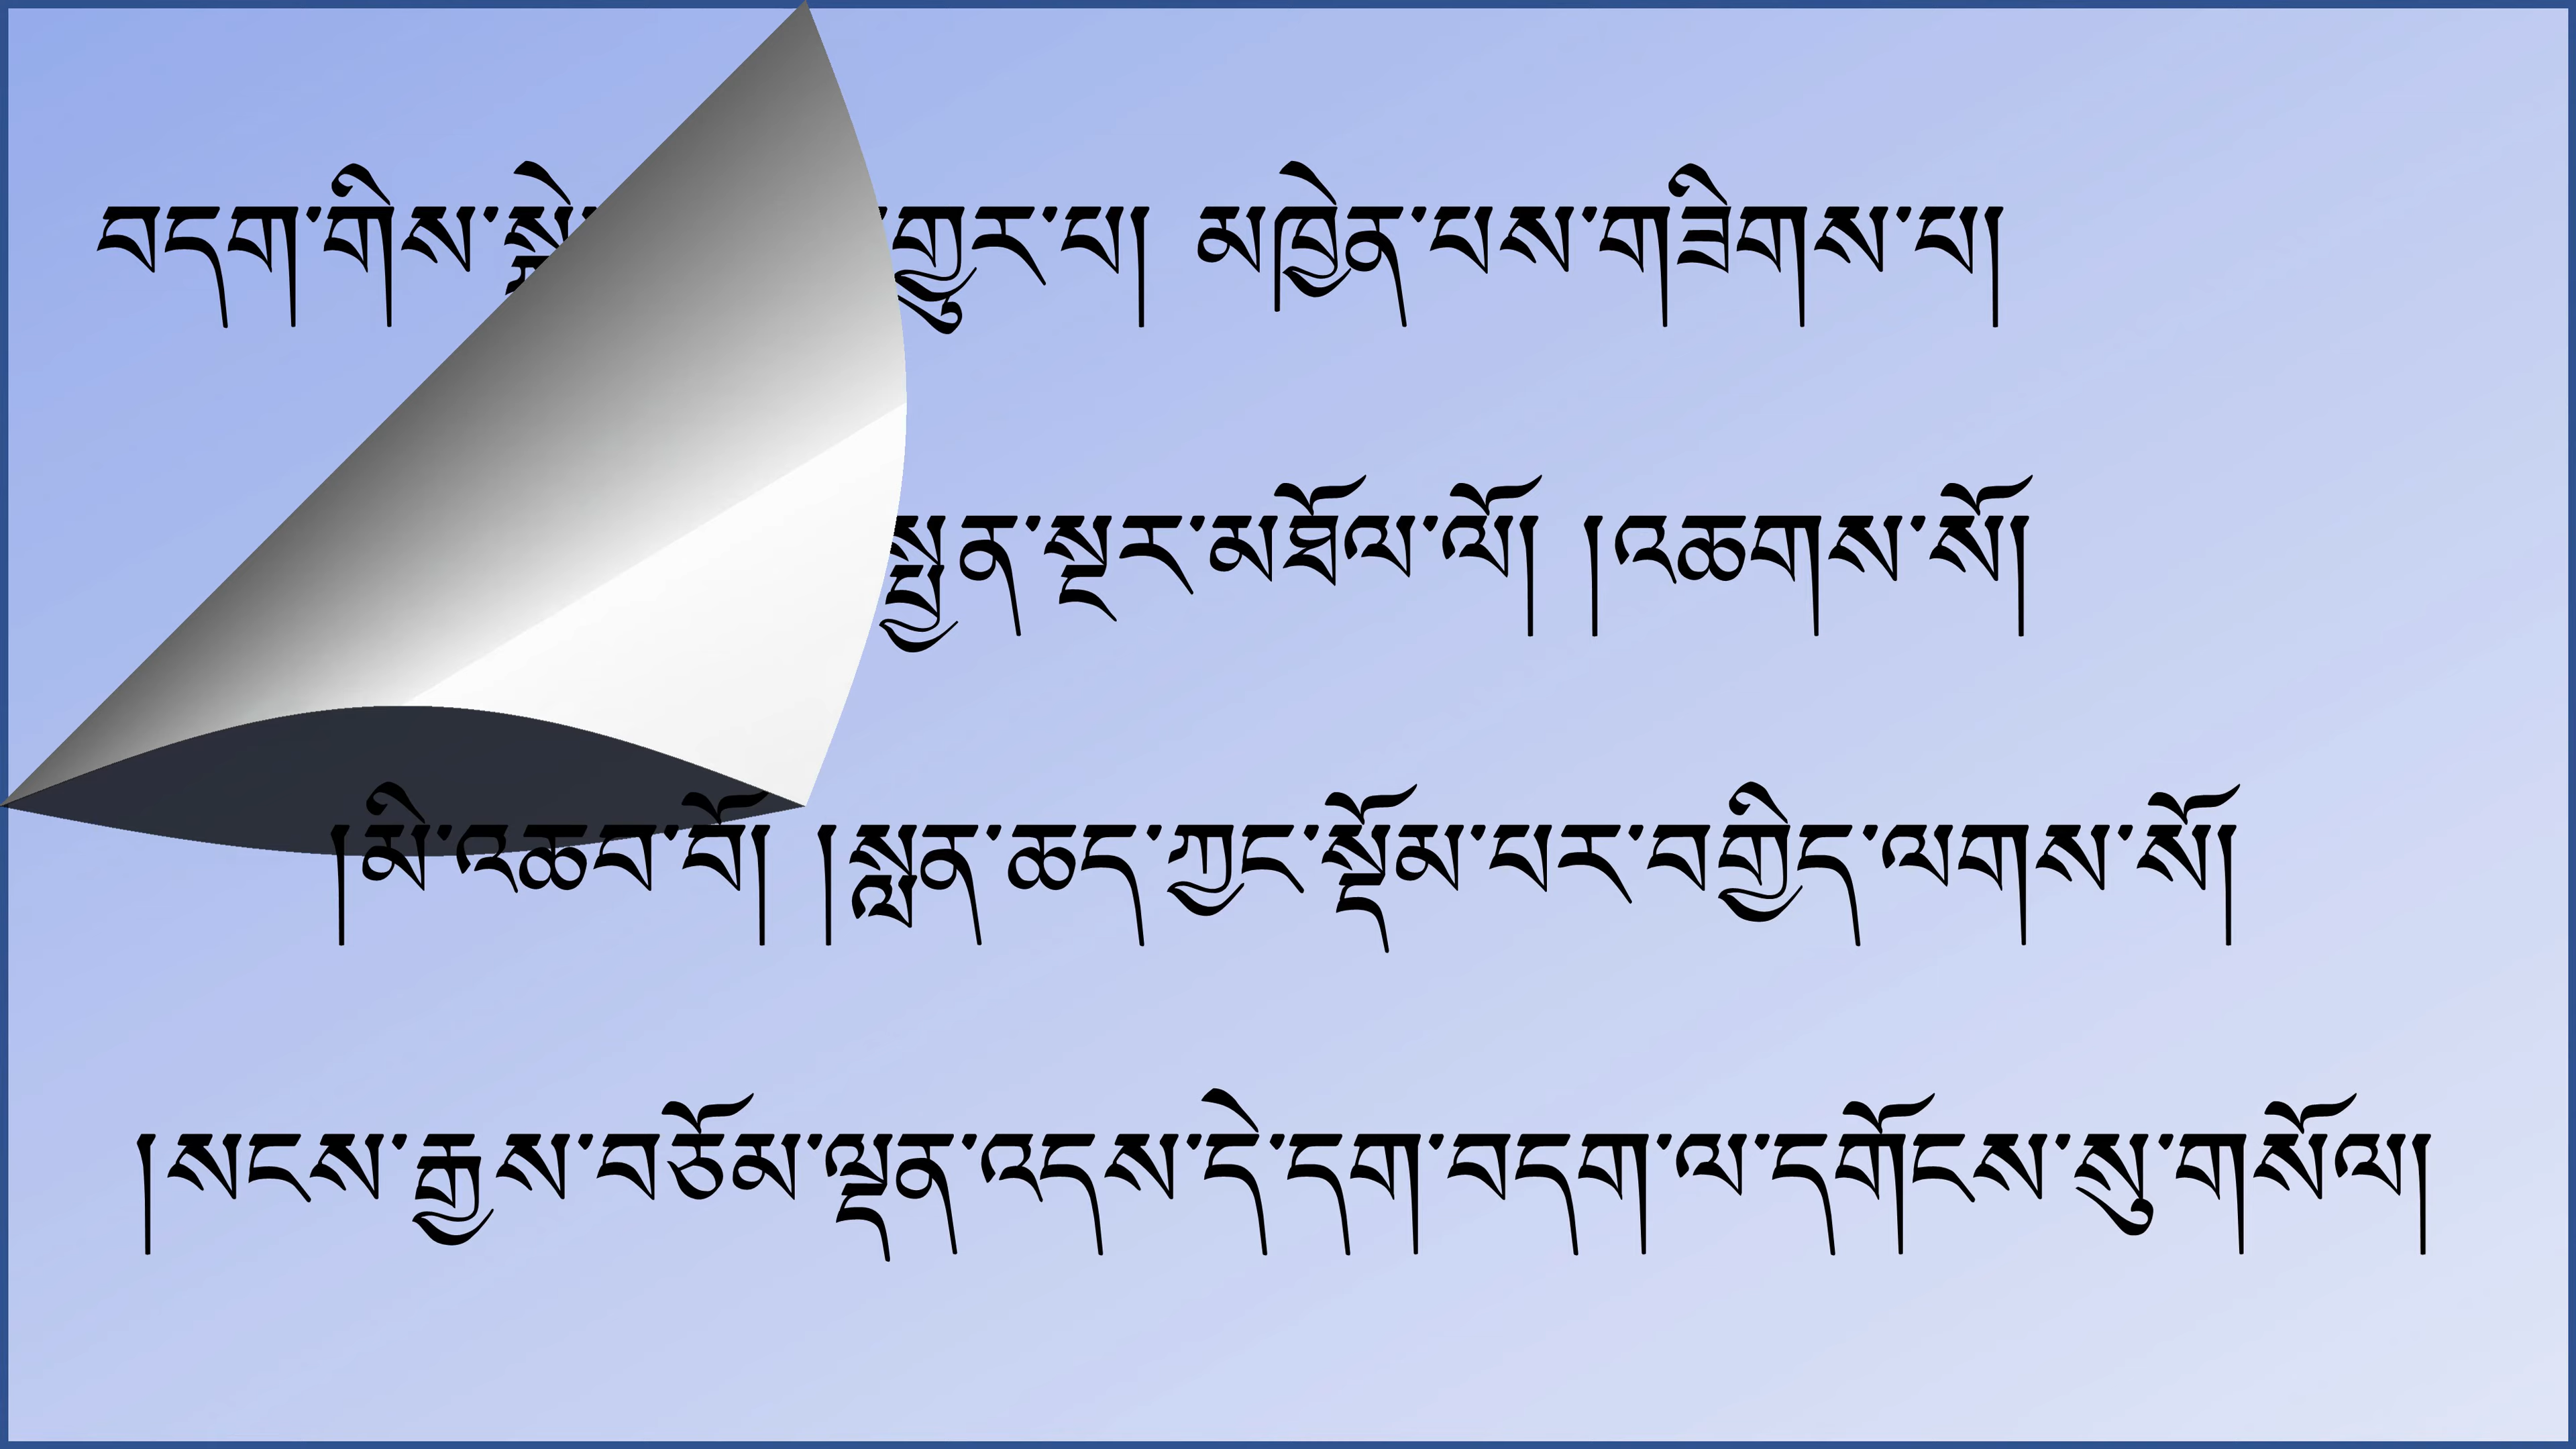 བདག་གིས་ གྱུར་པ། མཁྱེན་པས་གཟིགས་པ།
སྤྱན་སྔར་མཐོལ་ལོ། །འཆགས་སོ།
།མི་འཆབ་བོ། །སླན་ཆད་ཀྱང་སྡོམ་པར་བགྱིད་ལགས་སོ།
།སངས་རྒྱས་བཅོམ་ལྡན་འདས་དེ་དག་བདག་ལ་དགོངས་སུ་གསོལ།